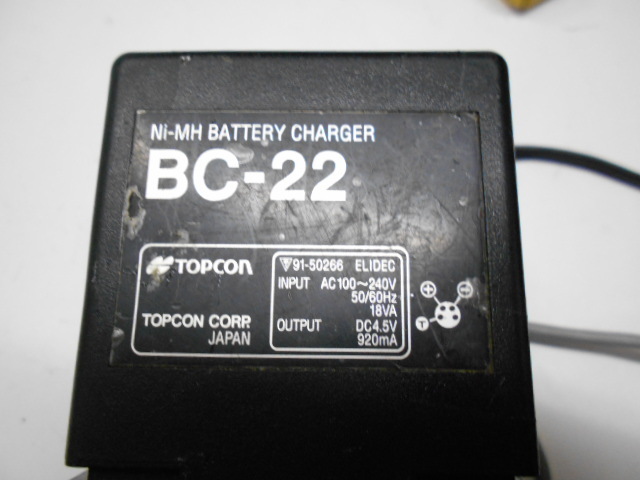 Ni-MH BATTERY CHARGER
BC-22
TOPCON
TOPCON CORP.
JAPAN
91-50266 ELIDEC
INPUT AC100~240V
50/60Hz
18VA
OUTPUT DC4.5V
920mA
+ −
T